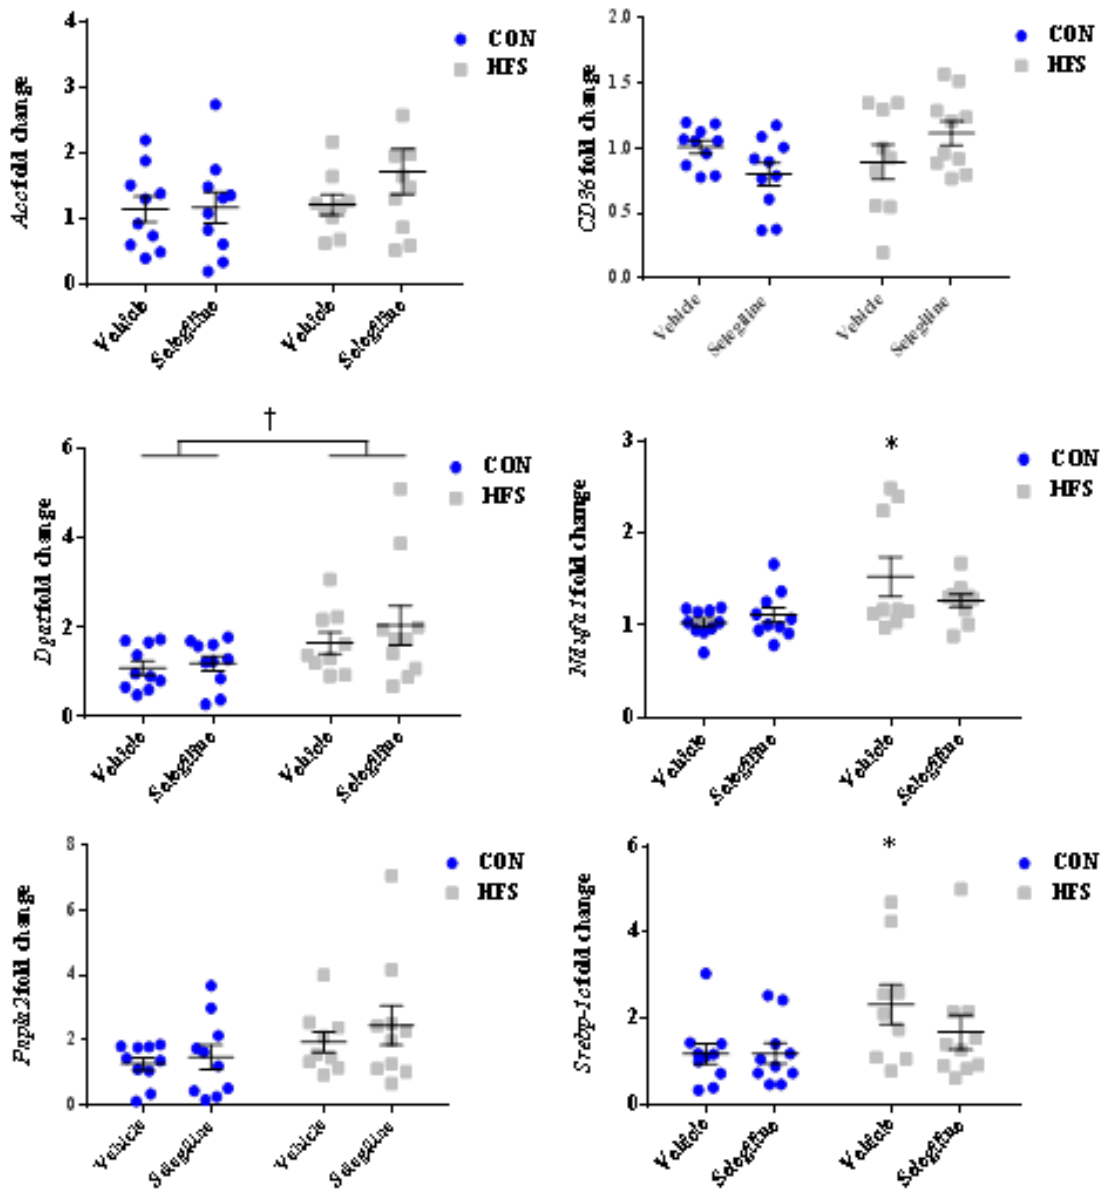 4
3
2
1
0
Acc fold change
CON
HFS
Vehicle
Selegiline
Vehicle
Selegiline
2.0
1.5
1.0
0.5
0.0
CD36 fold change
CON
HFS
Vehicle
Selegiline
Vehicle
Selegiline
†
6
4
2
0
Dgat fold change
CON
HFS
Vehicle
Selegiline
Vehicle
Selegiline
*
3
2
1
0
Ndufa1 fold change
CON
HFS
Vehicle
Selegiline
Vehicle
Selegiline
8
6
4
2
0
Pnpla2 fold change
CON
HFS
Vehicle
Selegiline
Vehicle
Selegiline
*
6
4
2
0
Srebp-1c fold change
CON
HFS
Vehicle
Selegiline
Vehicle
Selegiline